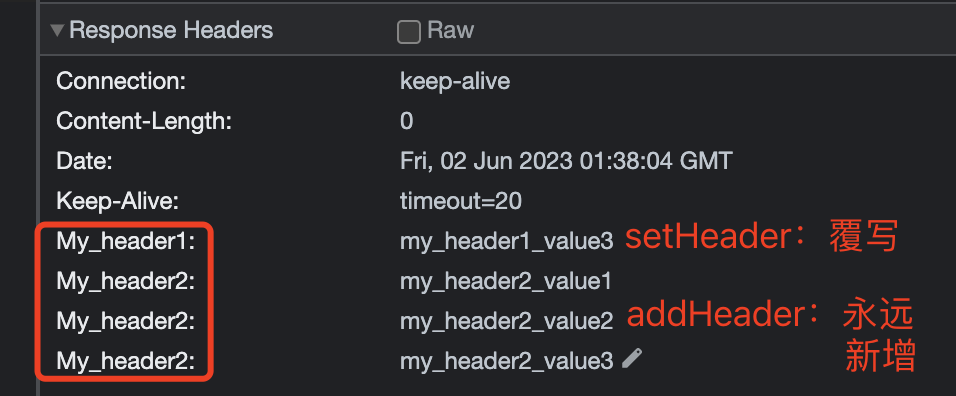 Response Headers Raw
Connection: keep-alive
Content-Length: 0
Date: Fri, 02 Jun 2023 01:38:04 GMT
Keep-Alive: timeout=20
My_header1: my_header1_value3 setHeader：覆写
My_header2: my_header2_value1
My_header2: my_header2_value2 addHeader：永远
My_header2: my_header2_value3 新增